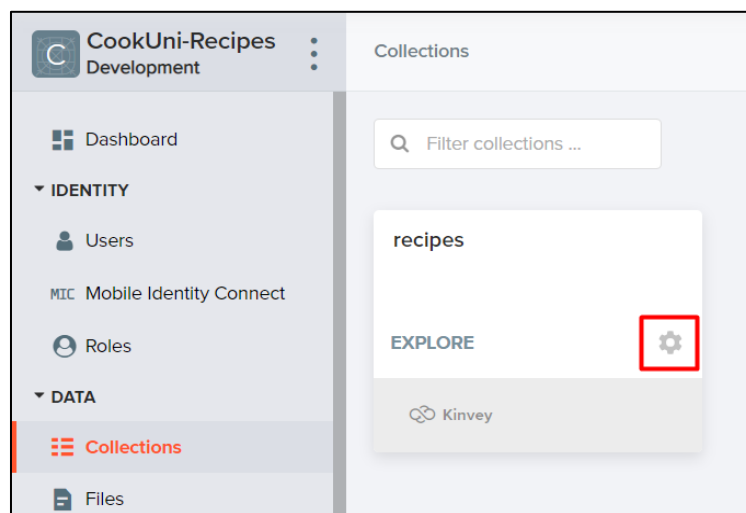 C
CookUni-Recipes
Development
Dashboard
IDENTITY
Users
MIC Mobile Identity Connect
Roles
DATA
Collections
Files
Collections
Filter collections ...
recipes
EXPLORE
Kinvey